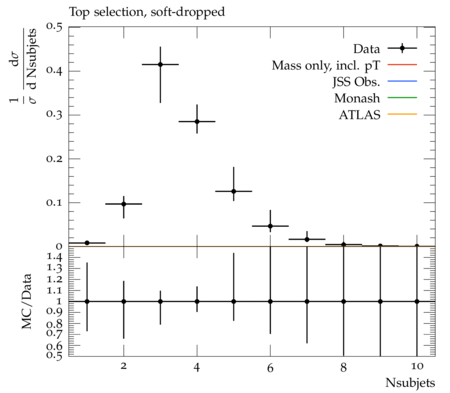 Top selection, soft-dropped
1/σ dσ/d Nsubjets
0.5
0.4
0.3
0.2
0.1
0
Data
Mass only, incl. pT
JSS Obs.
Monash
ATLAS
MC/Data
1.4
1.3
1.2
1.1
1
0.9
0.8
0.7
0.6
0.5
2 4 6 8 10
Nsubjets